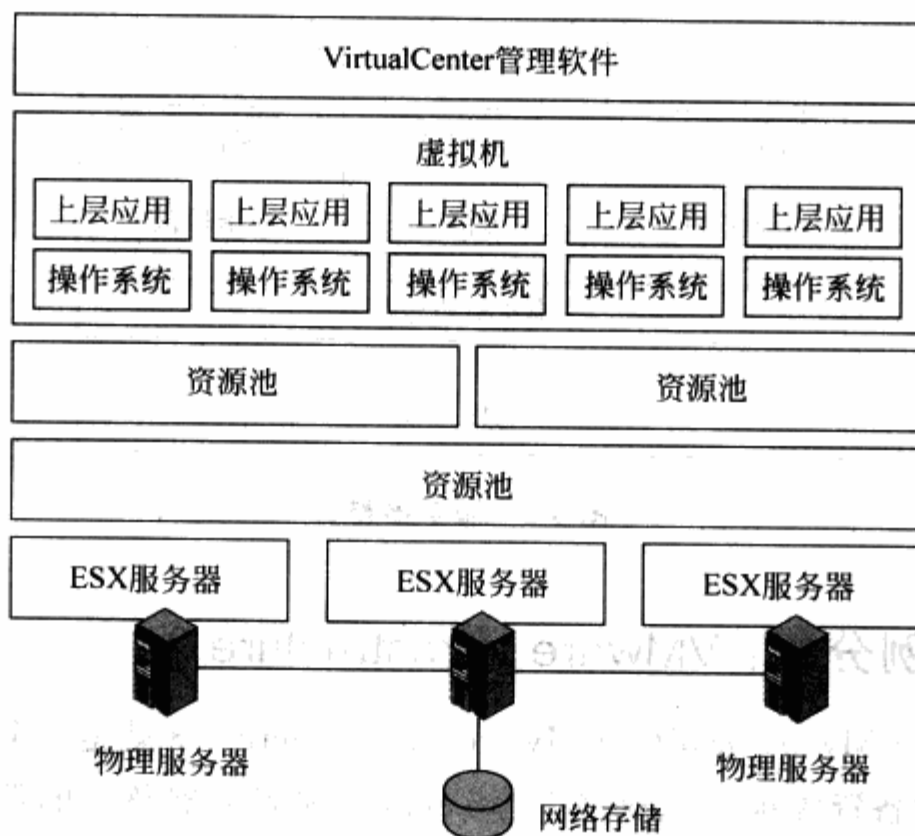 VirtualCenter管理软件
虚拟机
上层应用 上层应用 上层应用 上层应用 上层应用
操作系统 操作系统 操作系统 操作系统 操作系统
资源池 资源池
资源池
ESX服务器 ESX服务器 ESX服务器
物理服务器 物理服务器
网络存储